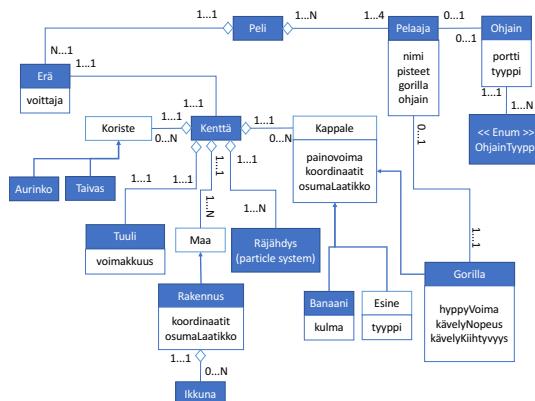 1...1
Peli
1...N
1...4
Pelaaja
0...1
Ohjain
0...1
nimi
pisteet
gorilla
ohjain
portti
tyyppi
N...1
1...1
Erä
voittaja
1...1
1...N
<< Enum >>
OhjainTyyppi
1...1
Koriste
0...N
Kenttä
1...1
0...N
Kappale
painovoima
koordinaatit
osumaLaatikko
0...1
Aurinko
Taivas
1...1
1...1
1...1
1...1
Tuuli
voimakkuus
1...N
Maa
1...N
Räjähdys
(particle system)
1...1
Gorilla
hyppyVoima
kävelyNopeus
kävelyKiihtyvyys
Rakennus
koordinaatit
osumaLaatikko
Banaani
kulma
Esine
tyyppi
1...1
0...N
Ikkuna